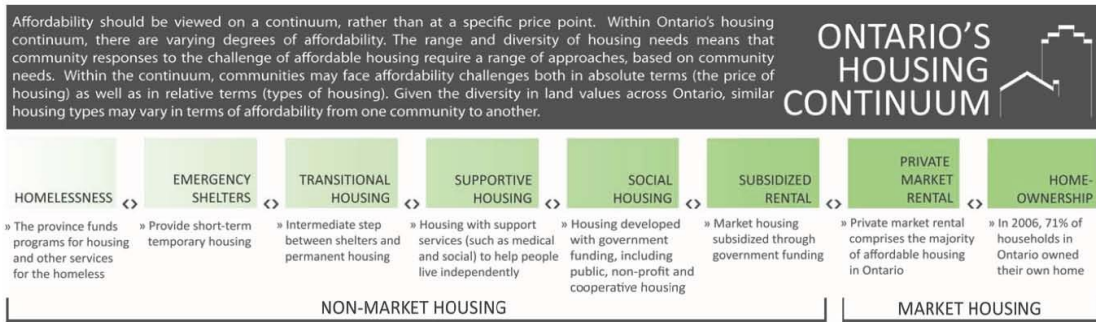 Affordability should be viewed on a continuum, rather than at a specific price point. Within Ontario's housing
continuum, there are varying degrees of affordability. The range and diversity of housing needs means that
community responses to the challenge of affordable housing require a range of approaches, based on community
needs. Within the continuum, communities may face affordability challenges both in absolute terms (the price of
housing) as well as in relative terms (types of housing). Given the diversity in land values across Ontario, similar
housing types may vary in terms of affordability from one community to another.
ONTARIO'S
HOUSING
CONTINUUM
HOMELESSNESS
» The province funds
programs for housing
and other services
for the homeless
<>
EMERGENCY
SHELTERS
» Provide short-term
temporary housing
<>
TRANSITIONAL
HOUSING
» Intermediate step
between shelters and
permanent housing
<>
SUPPORTIVE
HOUSING
» Housing with support
services (such as medical
and social) to help people
live independently
<>
SOCIAL
HOUSING
» Housing developed
with government
funding, including
public, non-profit and
cooperative housing
<>
SUBSIDIZED
RENTAL
» Market housing
subsidized through
government funding
<>
PRIVATE
MARKET
RENTAL
» Private market rental
comprises the majority
of affordable housing
in Ontario
<>
HOME-
OWNERSHIP
» In 2006, 71% of
households in
Ontario owned
their own home
NON-MARKET HOUSING
MARKET HOUSING